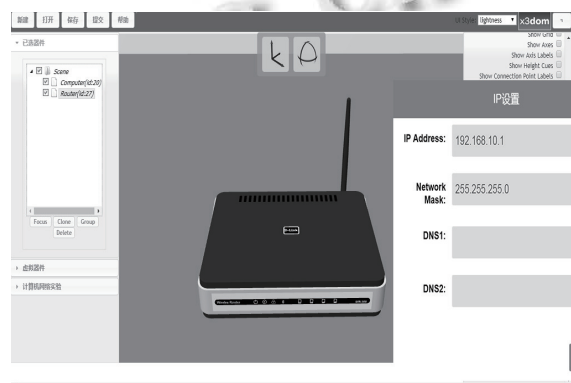 新建 打开 保存 提交 帮助
UI Style: lightness x3dom
已选器件
Show Grid
Show Axes
Show Axis Labels
Show Height Cues
Show Connection Point Labels
Scene
Computer(id:20)
Router(id:27)
Focus Clone Group
Delete
虚拟器件
计算机网络实验
D-Link
Wireless Router
IP设置
IP Address: 192.168.10.1
Network Mask: 255.255.255.0
DNS1:
DNS2: